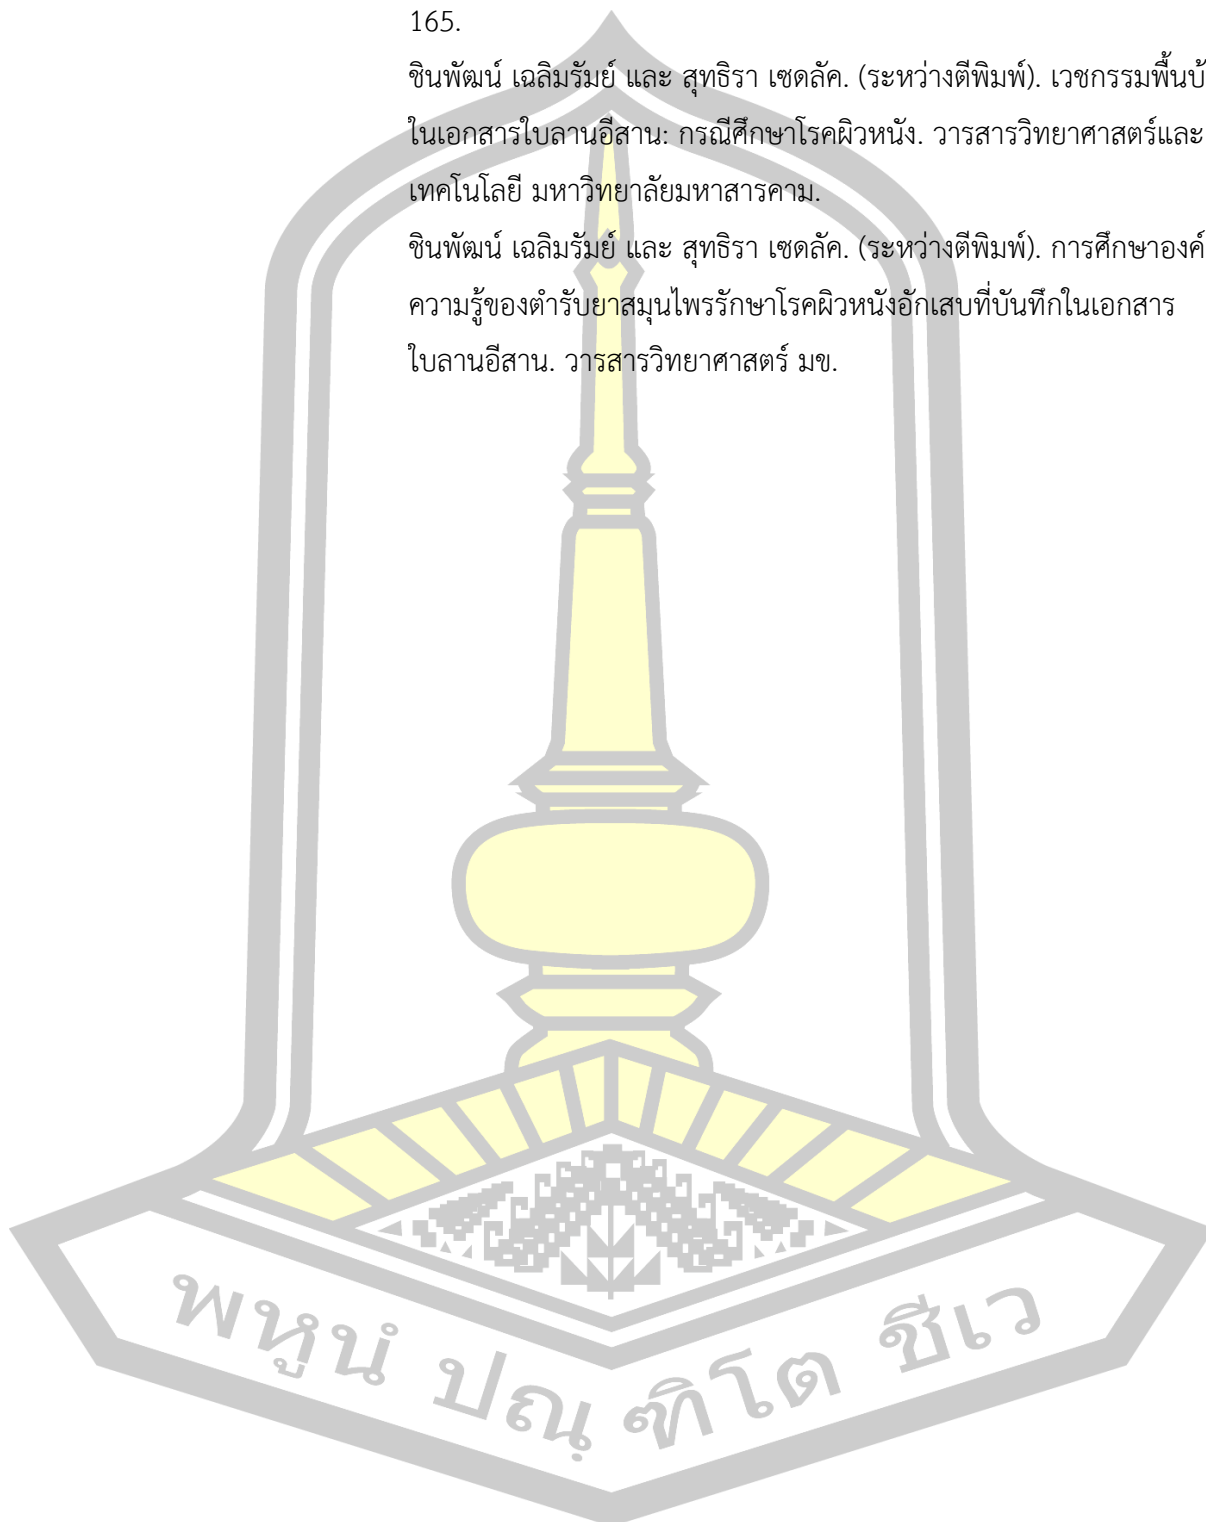 165.
ชินพัฒน์ เฉลิมรัมย์ และ สุทธิรา เซดลัค. (ระหว่างตีพิมพ์). เวชกรรมพื้นบ้
ในเอกสารใบลานอีสาน: กรณีศึกษาโรคผิวหนัง. วารสารวิทยาศาสตร์และ
เทคโนโลยี มหาวิทยาลัยมหาสารคาม.
ชินพัฒน์ เฉลิมรัมย์ และ สุทธิรา เซดลัค. (ระหว่างตีพิมพ์). การศึกษาองค์
ความรู้ของตำรับยาสมุนไพรรักษาโรคผิวหนังอักเสบที่บันทึกในเอกสาร
ใบลานอีสาน. วารสารวิทยาศาสตร์ มข.
พหูนํ ปณฺ ฑิโต ชีเว